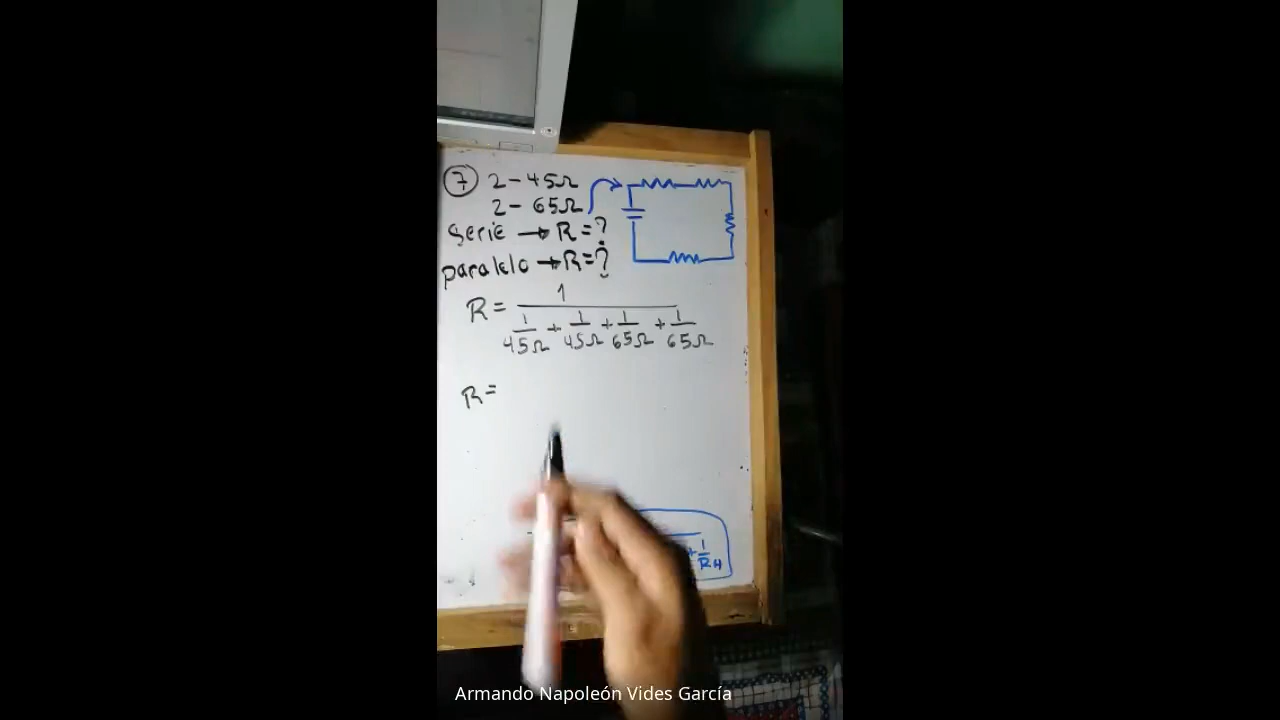 7 2-45Ω
2-65Ω
serie → R=?
paralelo → R=?
R= 1
1/45Ω + 1/45Ω + 1/65Ω + 1/65Ω
R=
+ 1/R4
Armando Napoleón Vides García